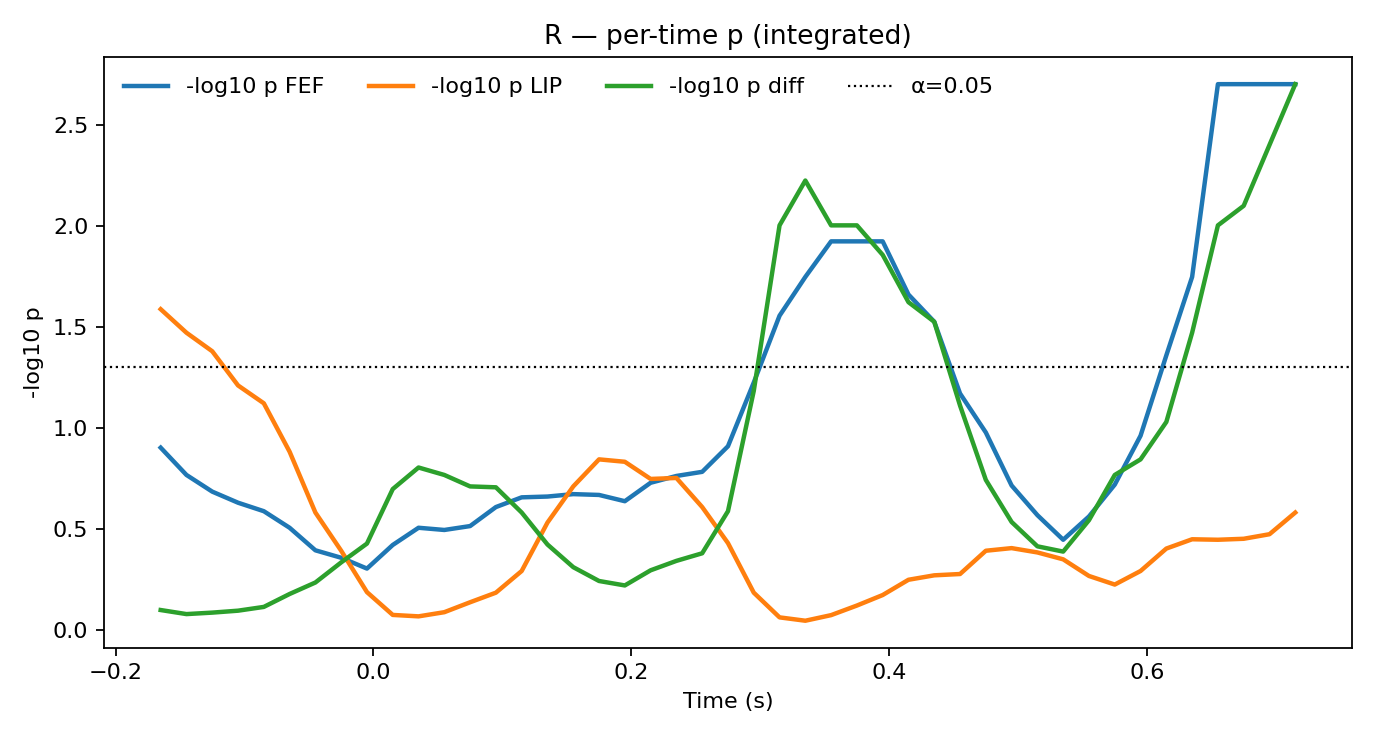 R — per-time p (integrated)
-log10 p FEF -log10 p LIP -log10 p diff α=0.05
2.5
2.0
1.5
1.0
0.5
0.0
-log10 p
−0.2 0.0 0.2 0.4 0.6
Time (s)